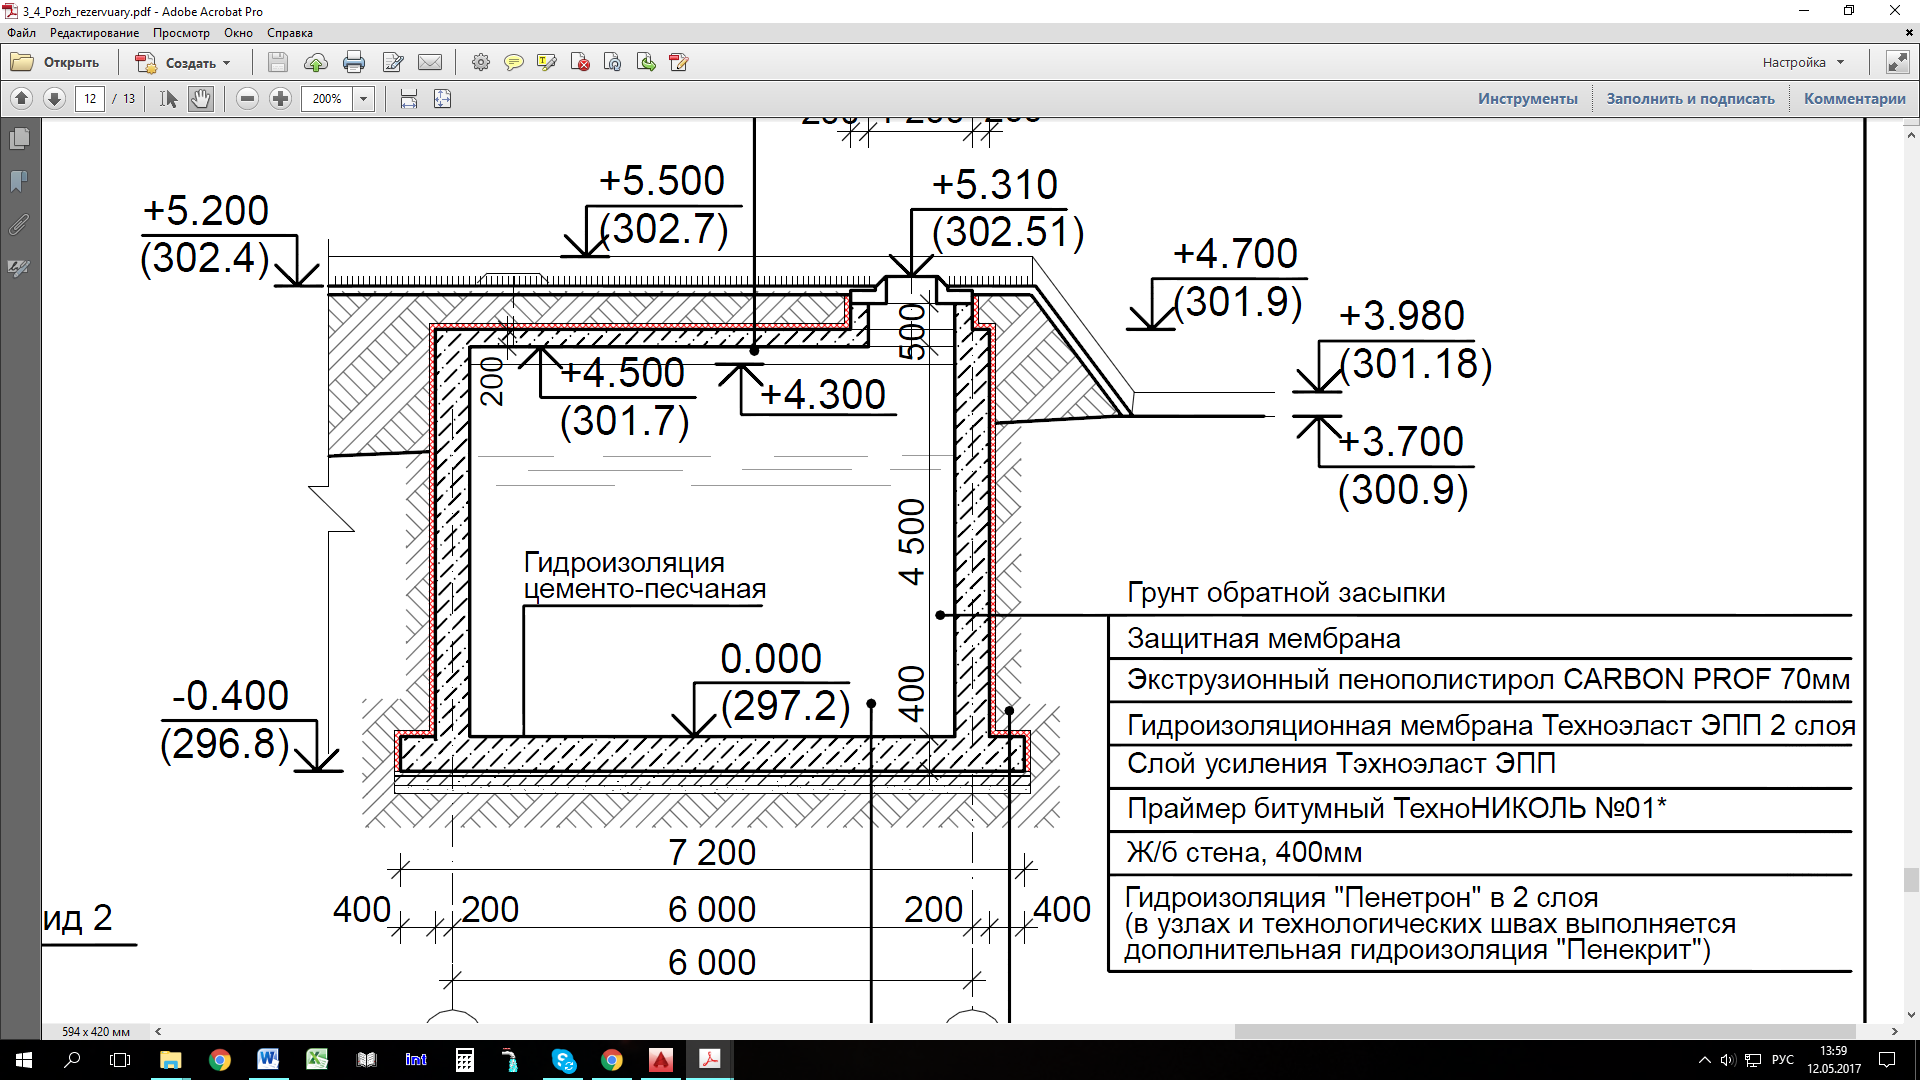 3_4_Pozh_rezervuary.pdf - Adobe Acrobat Pro
Файл Редактирование Просмотр Окно Справка
Открыть Создать Настройка
12 / 13 200% Инструменты Заполнить и подписать Комментарии
+5.500
(302.7)
+5.310
(302.51)
+5.200
(302.4)
+4.700
(301.9)
+3.980
(301.18)
500
200
+4.500
(301.7)
+4.300
+3.700
(300.9)
4 500
Гидроизоляция
цементо-песчаная
0.000
(297.2)
400
-0.400
(296.8)
Грунт обратной засыпки
Защитная мембрана
Экструзионный пенополистирол CARBON PROF 70мм
Гидроизоляционная мембрана Техноэласт ЭПП 2 слоя
Слой усиления Тэхноэласт ЭПП
Праймер битумный ТехноНИКОЛЬ №01*
Ж/б стена, 400мм
Гидроизоляция "Пенетрон" в 2 слоя
(в узлах и технологических швах выполняется
дополнительная гидроизоляция "Пенекрит")
7 200
400 200 6 000 200 400
6 000
ид 2
594 x 420 мм
int РУС 13:59
12.05.2017